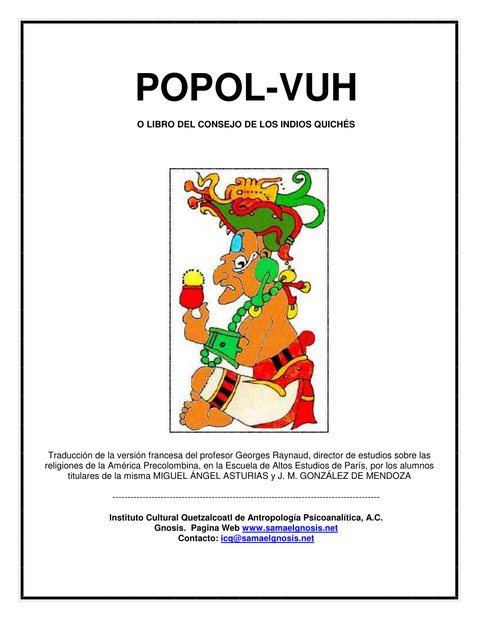 POPOL-VUH
O LIBRO DEL CONSEJO DE LOS INDIOS QUICHÉS
Traducción de la versión francesa del profesor Georges Raynaud, director de estudios sobre las
religiones de la América Precolombina, en la Escuela de Altos Estudios de París, por los alumnos
titulares de la misma MIGUEL ÁNGEL ASTURIAS y J. M. GONZÁLEZ DE MENDOZA
-----------------------------------------------------------------------------------------
Instituto Cultural Quetzalcoatl de Antropología Psicoanalítica, A.C.
Gnosis. Pagina Web www.samaelgnosis.net
Contacto: icq@samaelgnosis.net